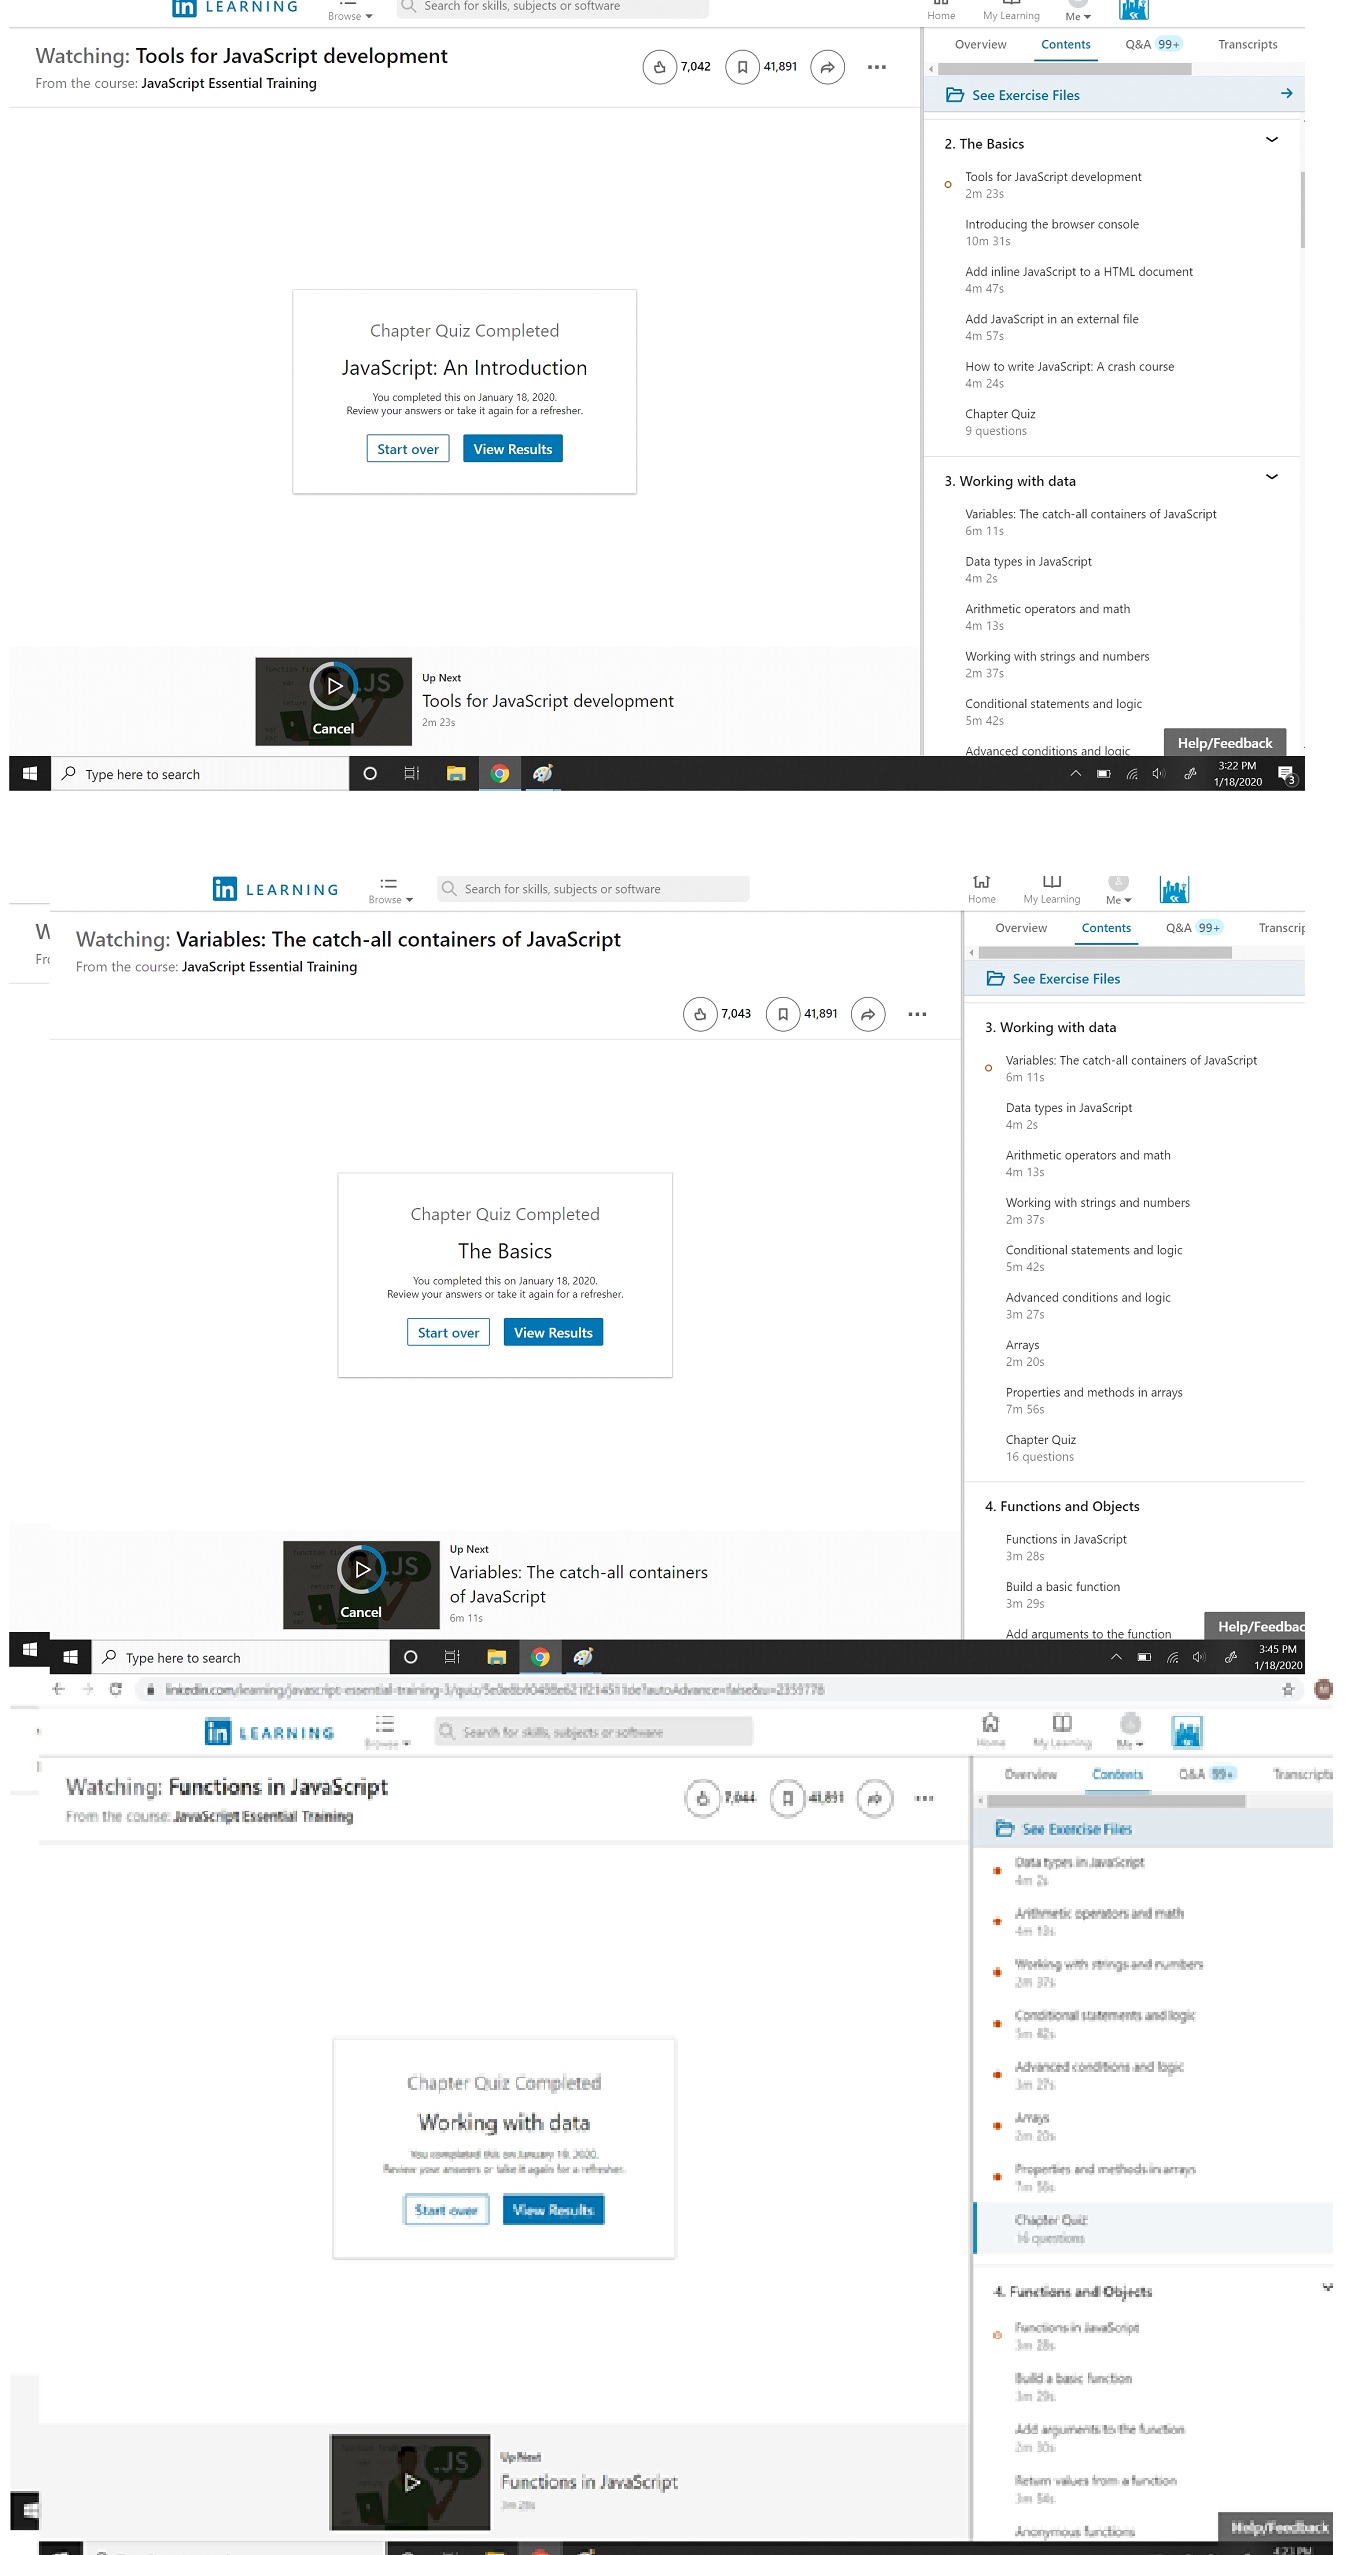 in LEARNING
Browse
Search for skills, subjects or software
Home
My Learning
Me
Watching: Tools for JavaScript development
From the course: JavaScript Essential Training
7,042
41,891
Overview
Contents
Q&A 99+
Transcripts
See Exercise Files
2. The Basics
Tools for JavaScript development
2m 23s
Introducing the browser console
10m 31s
Add inline JavaScript to a HTML document
4m 47s
Add JavaScript in an external file
4m 57s
How to write JavaScript: A crash course
4m 24s
Chapter Quiz
9 questions
3. Working with data
Variables: The catch-all containers of JavaScript
6m 11s
Data types in JavaScript
4m 2s
Arithmetic operators and math
4m 13s
Working with strings and numbers
2m 37s
Conditional statements and logic
5m 42s
Advanced conditions and logic
Help/Feedback
Chapter Quiz Completed
JavaScript: An Introduction
You completed this on January 18, 2020.
Review your answers or take it again for a refresher.
Start over
View Results
.JS
Cancel
Up Next
Tools for JavaScript development
2m 23s
Type here to search
3:22 PM
1/18/2020
3
in LEARNING
Browse
Search for skills, subjects or software
Home
My Learning
Me
W
Fro
Watching: Variables: The catch-all containers of JavaScript
From the course: JavaScript Essential Training
7,043
41,891
Overview
Contents
Q&A 99+
Transcrip
See Exercise Files
3. Working with data
Variables: The catch-all containers of JavaScript
6m 11s
Data types in JavaScript
4m 2s
Arithmetic operators and math
4m 13s
Working with strings and numbers
2m 37s
Conditional statements and logic
5m 42s
Advanced conditions and logic
3m 27s
Arrays
2m 20s
Properties and methods in arrays
7m 56s
Chapter Quiz
16 questions
4. Functions and Objects
Functions in JavaScript
3m 28s
Build a basic function
3m 29s
Add arguments to the function
Help/Feedbac
Chapter Quiz Completed
The Basics
You completed this on January 18, 2020.
Review your answers or take it again for a refresher.
Start over
View Results
.JS
Cancel
Up Next
Variables: The catch-all containers
of JavaScript
6m 11s
Type here to search
3:45 PM
1/18/2020
in LEARNING
Browse
Search for skills, subjects or software
Home
My Learning
Me
Watching: Functions in JavaScript
From the course: JavaScript Essential Training
7,044
41,891
Overview
Contents
Q&A 99+
Transcripts
See Exercise Files
Data types in JavaScript
4m 2s
Arithmetic operators and math
4m 13s
Working with strings and numbers
2m 37s
Conditional statements and logic
5m 42s
Advanced conditions and logic
3m 27s
Arrays
2m 20s
Properties and methods in arrays
7m 56s
Chapter Quiz
16 questions
4. Functions and Objects
Functions in JavaScript
3m 28s
Build a basic function
3m 29s
Add arguments to the function
2m 30s
Return values from a function
3m 54s
Anonymous functions
Help/Feedback
Chapter Quiz Completed
Working with data
You completed this on January 18, 2020.
Review your answers or take it again for a refresher.
Start over
View Results
.JS
Up Next
Functions in JavaScript
3m 28s